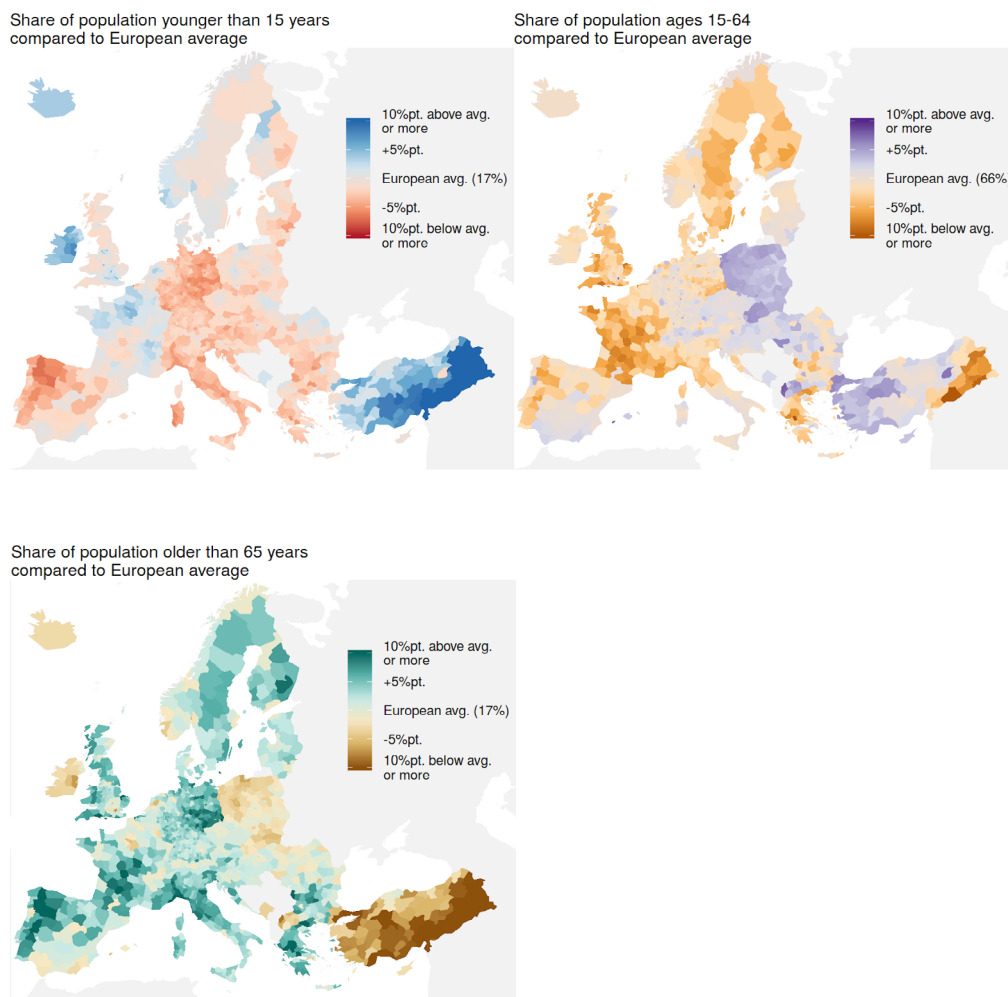 Share of population younger than 15 years
compared to European average
10%pt. above avg.
or more
+5%pt.
European avg. (17%)
-5%pt.
10%pt. below avg.
or more
Share of population ages 15-64
compared to European average
10%pt. above avg.
or more
+5%pt.
European avg. (66%
-5%pt.
10%pt. below avg.
or more
Share of population older than 65 years
compared to European average
10%pt. above avg.
or more
+5%pt.
European avg. (17%)
-5%pt.
10%pt. below avg.
or more